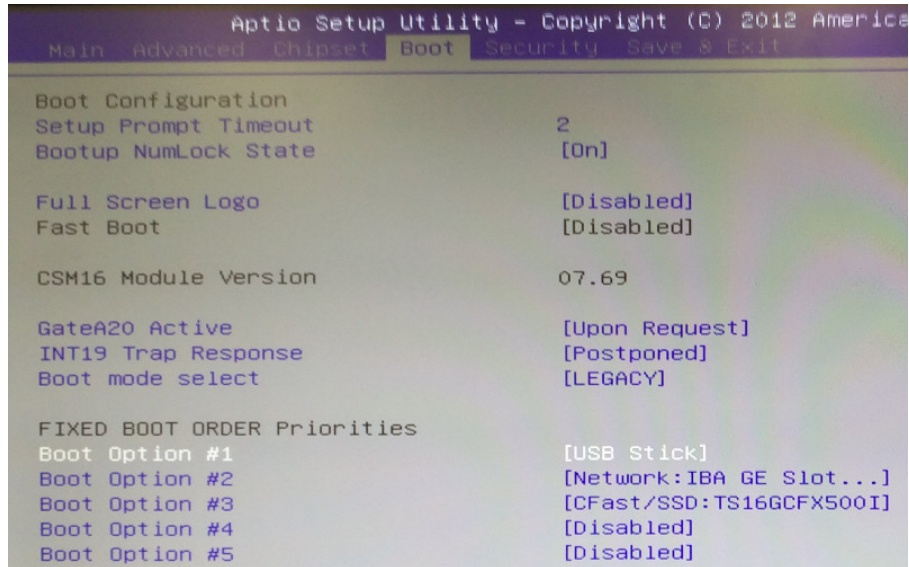 Aptio Setup Utility – Copyright (C) 2012 America
Main Advanced Chipset Boot Security Save & Exit
Boot Configuration
Setup Prompt Timeout 2
Bootup NumLock State [On]
Full Screen Logo [Disabled]
Fast Boot [Disabled]
CSM16 Module Version 07.69
GateA20 Active [Upon Request]
INT19 Trap Response [Postponed]
Boot mode select [LEGACY]
FIXED BOOT ORDER Priorities
Boot Option #1 [USB Stick]
Boot Option #2 [Network:IBA GE Slot...]
Boot Option #3 [CFast/SSD:TS16GCFX500I]
Boot Option #4 [Disabled]
Boot Option #5 [Disabled]